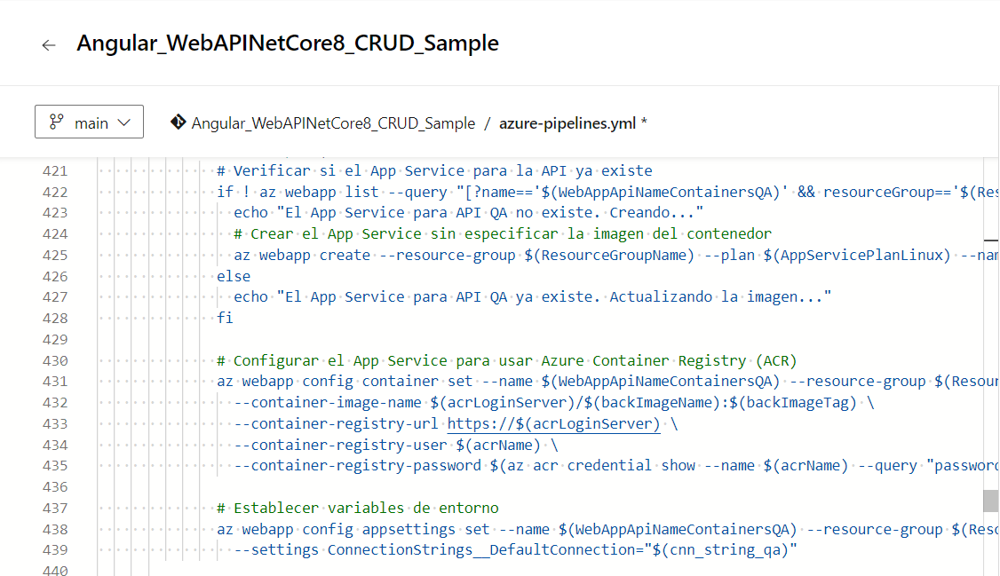 ← Angular_WebAPINetCore8_CRUD_Sample
main
Angular_WebAPINetCore8_CRUD_Sample / azure-pipelines.yml *
421 # Verificar si el App Service para la API ya existe
422 if ! az webapp list --query "[?name=='$(WebAppApiNameContainersQA)' && resourceGroup=='$(Res
423 echo "El App Service para API QA no existe. Creando..."
424 # Crear el App Service sin especificar la imagen del contenedor
425 az webapp create --resource-group $(ResourceGroupName) --plan $(AppServicePlanLinux) --nam
426 else
427 echo "El App Service para API QA ya existe. Actualizando la imagen..."
428 fi
429
430 # Configurar el App Service para usar Azure Container Registry (ACR)
431 az webapp config container set --name $(WebAppApiNameContainersQA) --resource-group $(Resour
432 --container-image-name $(acrLoginServer)/$(backImageName):$(backImageTag) \
433 --container-registry-url https://$(acrLoginServer) \
434 --container-registry-user $(acrName) \
435 --container-registry-password $(az acr credential show --name $(acrName) --query "password
436
437 # Establecer variables de entorno
438 az webapp config appsettings set --name $(WebAppApiNameContainersQA) --resource-group $(Reso
439 --settings ConnectionStrings__DefaultConnection="$(cnn_string_qa)"
440